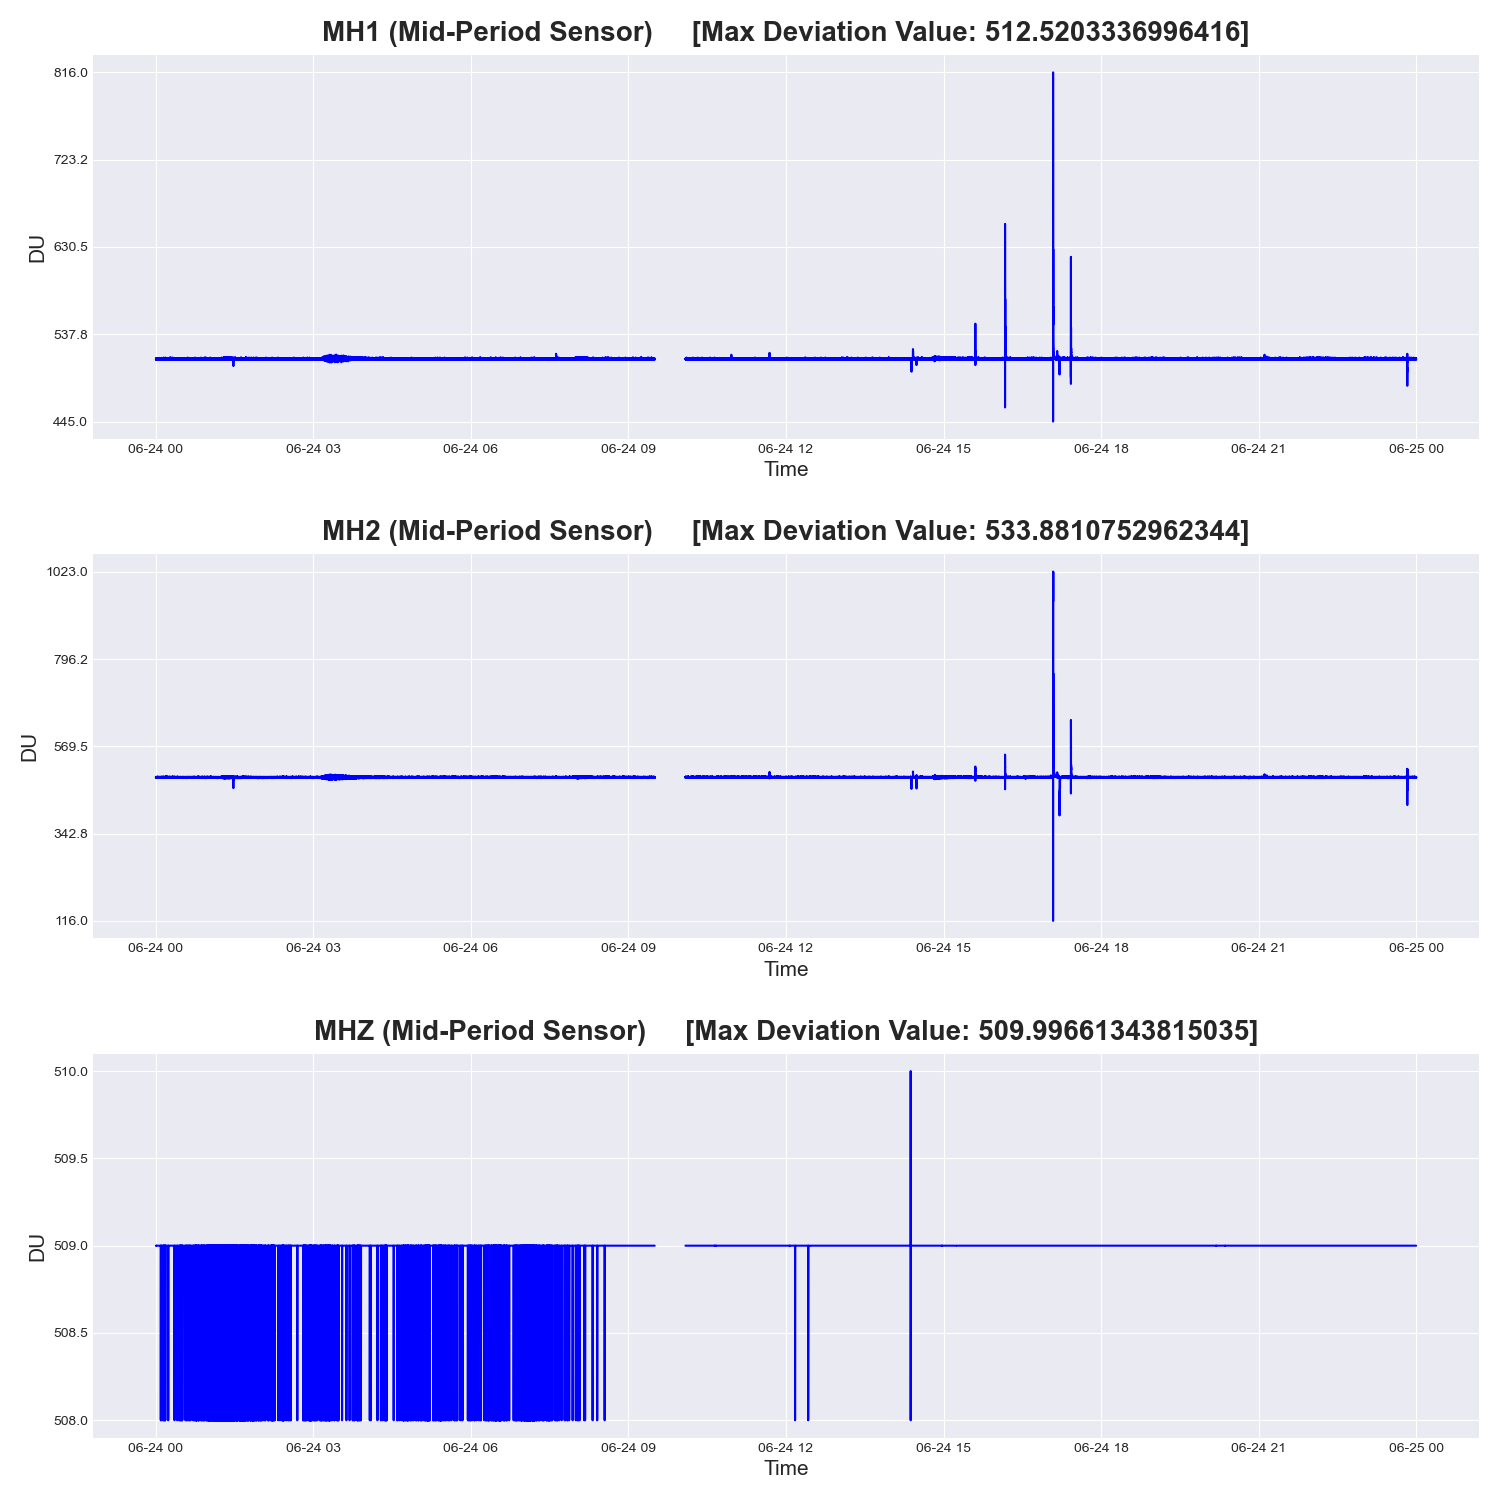 MH1 (Mid-Period Sensor) [Max Deviation Value: 512.5203336996416]
816.0
723.2
630.5
537.8
445.0
DU
06-24 00 06-24 03 06-24 06 06-24 09 06-24 12 06-24 15 06-24 18 06-24 21 06-25 00
Time
MH2 (Mid-Period Sensor) [Max Deviation Value: 533.8810752962344]
1023.0
796.2
569.5
342.8
116.0
DU
06-24 00 06-24 03 06-24 06 06-24 09 06-24 12 06-24 15 06-24 18 06-24 21 06-25 00
Time
MHZ (Mid-Period Sensor) [Max Deviation Value: 509.99661343815035]
510.0
509.5
509.0
508.5
508.0
DU
06-24 00 06-24 03 06-24 06 06-24 09 06-24 12 06-24 15 06-24 18 06-24 21 06-25 00
Time